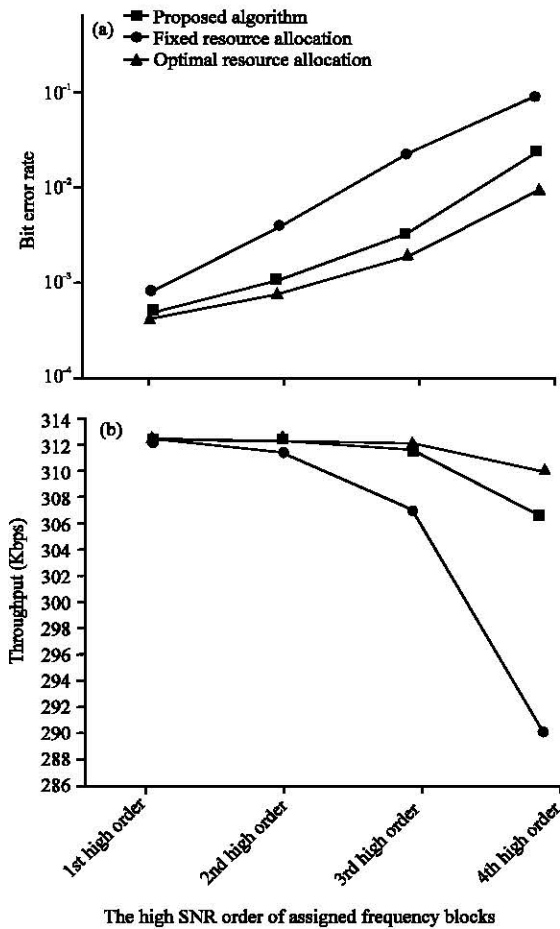 (a)
Proposed algorithm
Fixed resource allocation
Optimal resource allocation
Bit error rate
10⁻¹
10⁻²
10⁻³
10⁻⁴
(b)
Throughput (Kbps)
314
312
310
308
306
304
302
300
298
296
294
292
290
288
286
1st high order
2nd high order
3rd high order
4th high order
The high SNR order of assigned frequency blocks